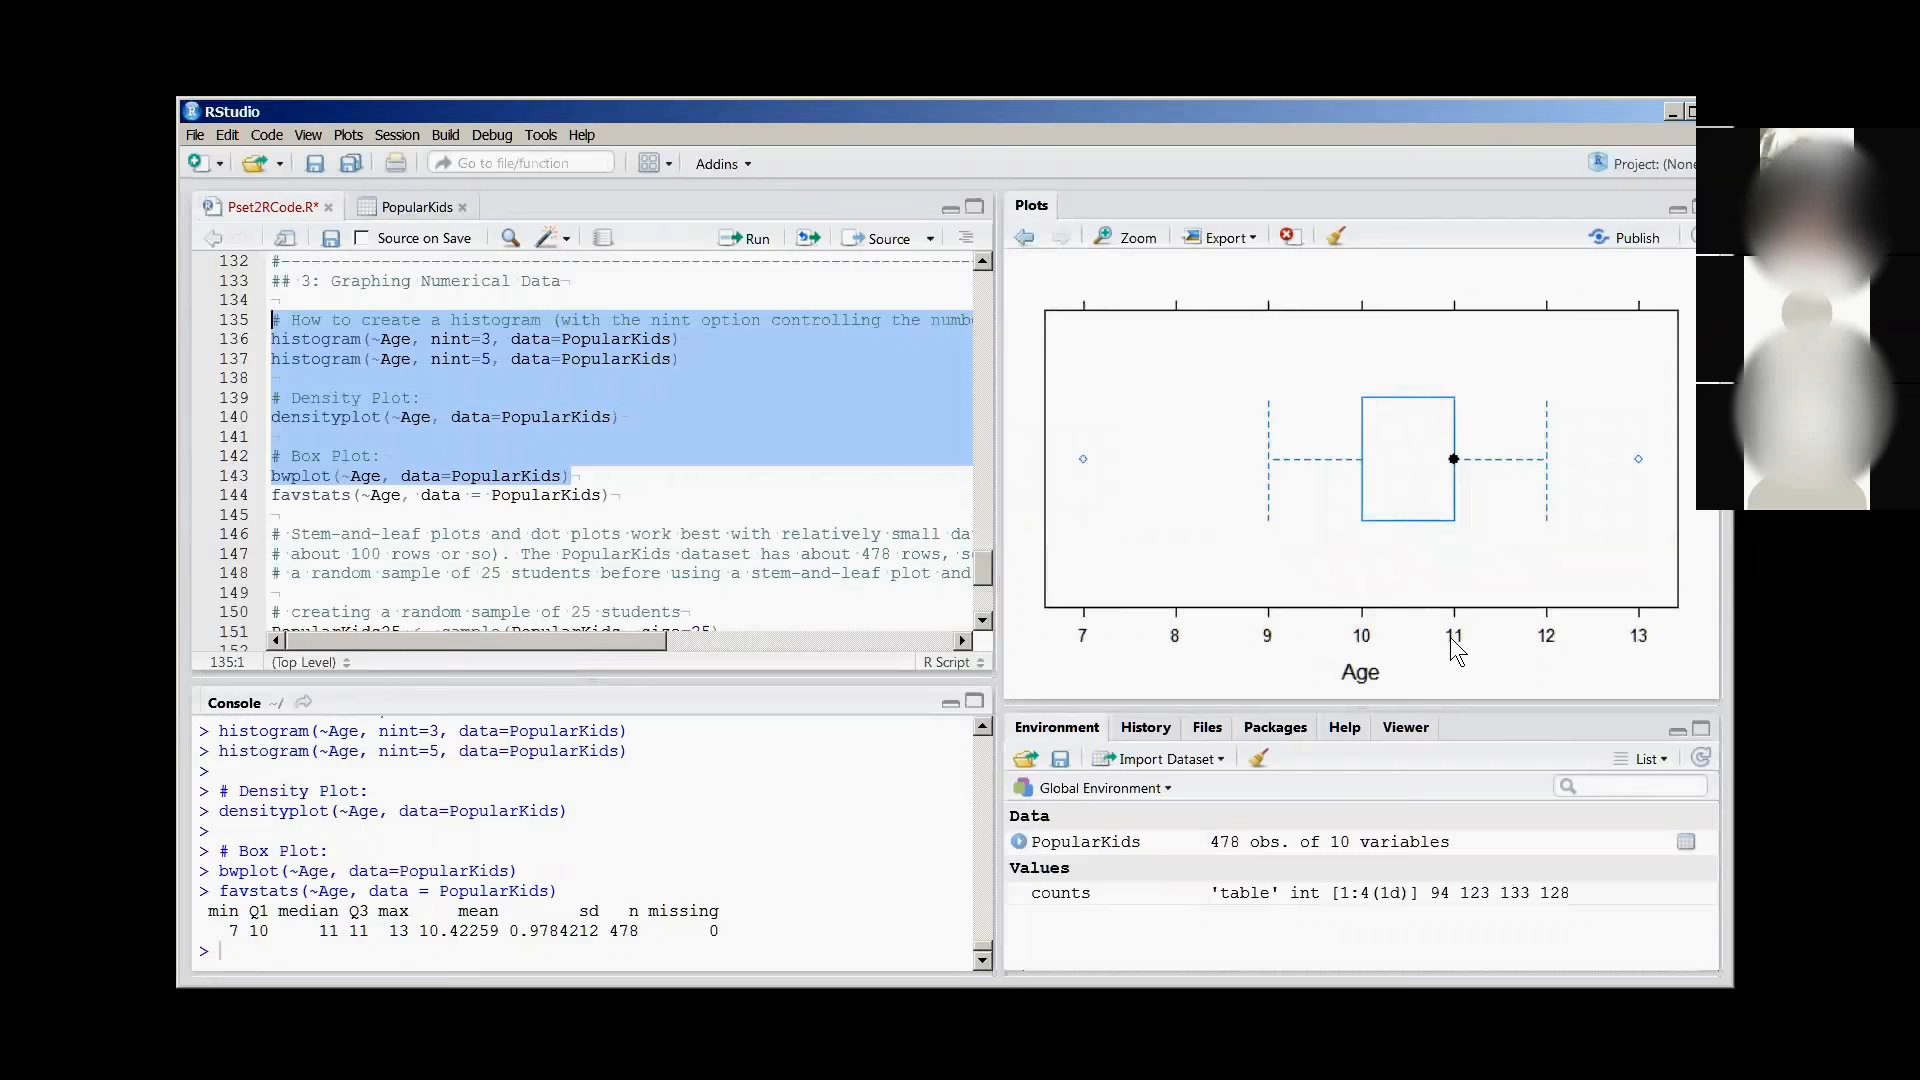 RStudio
File Edit Code View Plots Session Build Debug Tools Help
Go to file/function Addins Project: (None
Pset2RCode.R* PopularKids
Source on Save Run Source
132 #--------------------------------------------------------------------
133 ## 3: Graphing Numerical Data
134
135 # How to create a histogram (with the nint option controlling the numb
136 histogram(~Age, nint=3, data=PopularKids)
137 histogram(~Age, nint=5, data=PopularKids)
138
139 # Density Plot:
140 densityplot(~Age, data=PopularKids)
141
142 # Box Plot:
143 bwplot(~Age, data=PopularKids)
144 favstats(~Age, data = PopularKids)
145
146 # Stem-and-leaf plots and dot plots work best with relatively small da
147 # about 100 rows or so). The PopularKids dataset has about 478 rows, s
148 # a random sample of 25 students before using a stem-and-leaf plot and
149
150 # creating a random sample of 25 students
151 PopularKids25 <- sample(PopularKids, size=25)
152
135:1 (Top Level) R Script
Console ~/
> histogram(~Age, nint=3, data=PopularKids)
> histogram(~Age, nint=5, data=PopularKids)
>
> # Density Plot:
> densityplot(~Age, data=PopularKids)
>
> # Box Plot:
> bwplot(~Age, data=PopularKids)
> favstats(~Age, data = PopularKids)
min Q1 median Q3 max mean sd n missing
7 10 11 11 13 10.42259 0.9784212 478 0
>
Plots
Zoom Export Publish
7 8 9 10 11 12 13
Age
Environment History Files Packages Help Viewer
Import Dataset List
Global Environment
Data
PopularKids 478 obs. of 10 variables
Values
counts 'table' int [1:4(1d)] 94 123 133 128